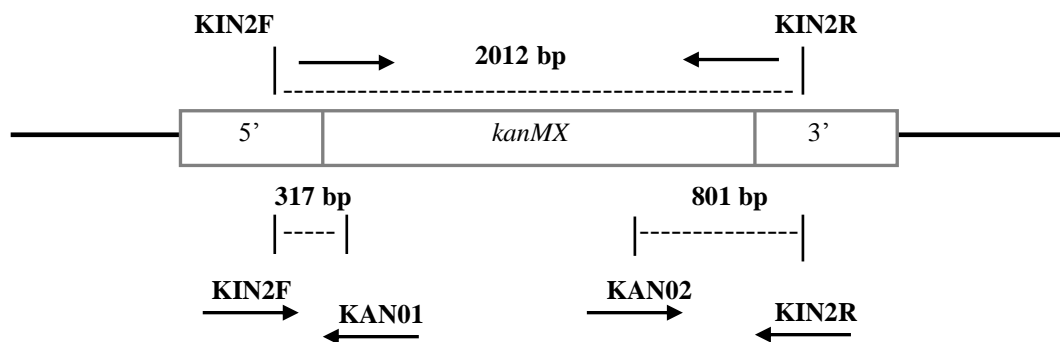 KIN2F KIN2R
2012 bp
5’ kanMX 3’
317 bp 801 bp
KIN2F KAN02
KAN01 KIN2R